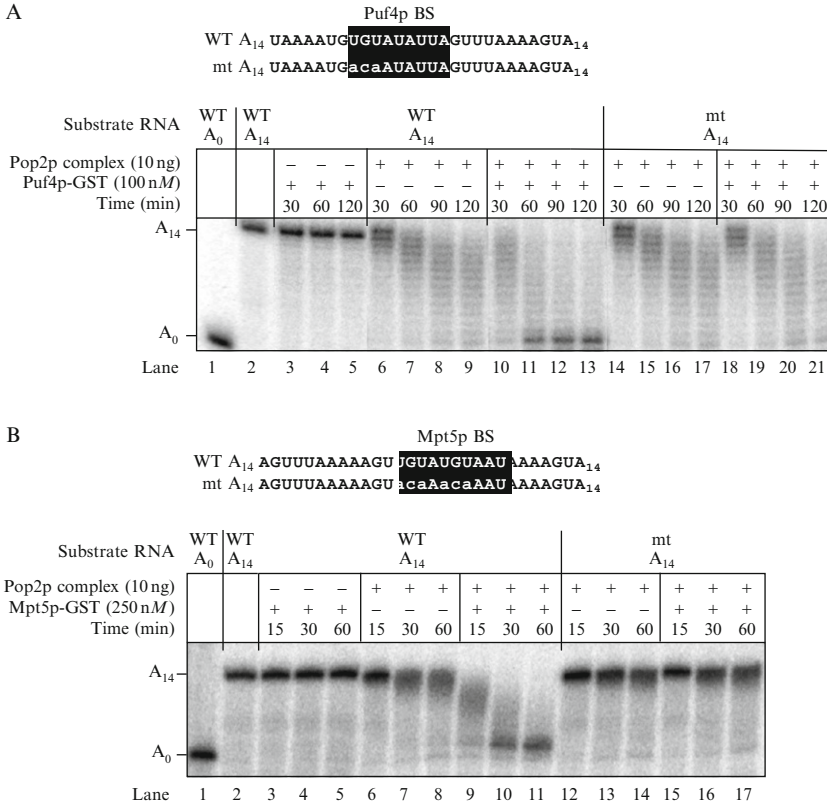 A
Puf4p BS
WT A14 UAAAAUGUGUAUAUUAGUUUAAAAGUA14
mt A14 UAAAAUGacaAUAUUAGUUUAAAAGUA14
Substrate RNA WT A0 WT A14 WT A14 mt A14
Pop2p complex (10 ng) – – – + + + + + + + + + + + + + + + +
Puf4p-GST (100 nM) + + + – – – – + + + + – – – – + + + +
Time (min) 30 60 120 30 60 90 120 30 60 90 120 30 60 90 120 30 60 90 120
A14
A0
Lane 1 2 3 4 5 6 7 8 9 10 11 12 13 14 15 16 17 18 19 20 21
B
Mpt5p BS
WT A14 AGUUUAAAAAGUUGUAUGUAAUAAAAGUA14
mt A14 AGUUUAAAAAGUacaAacaAAUAAAAGUA14
Substrate RNA WT A0 WT A14 WT A14 mt A14
Pop2p complex (10 ng) – – – + + + + + + + + + + + +
Mpt5p-GST (250 nM) + + + – – – + + + – – – + + +
Time (min) 15 30 60 15 30 60 15 30 60 15 30 60 15 30 60
A14
A0
Lane 1 2 3 4 5 6 7 8 9 10 11 12 13 14 15 16 17